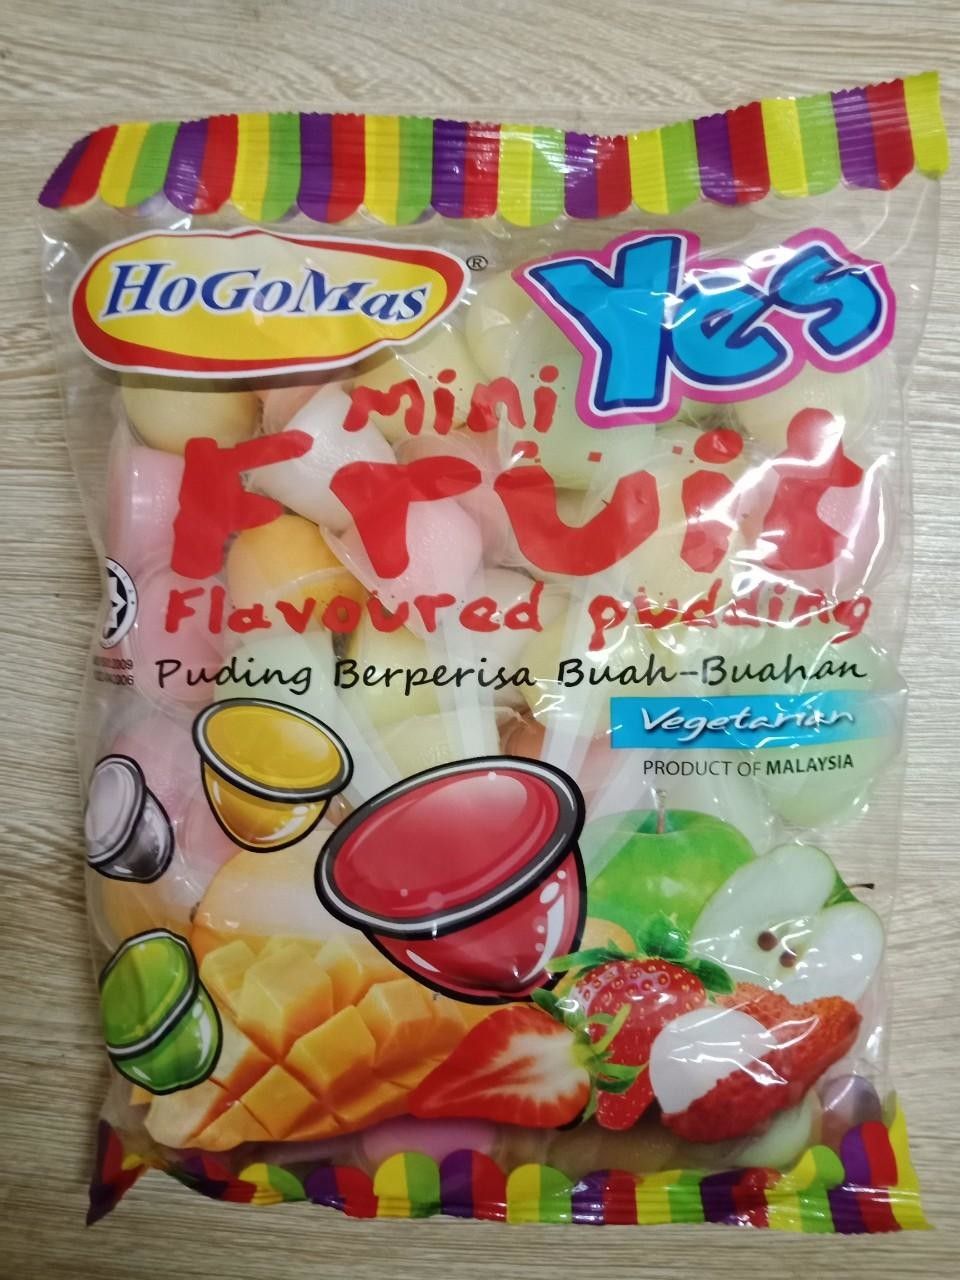 HoGoMas ®
Yes
mini
Fruit
Flavoured pudding
Puding Berperisa Buah-Buahan
Vegetarian
PRODUCT OF MALAYSIA